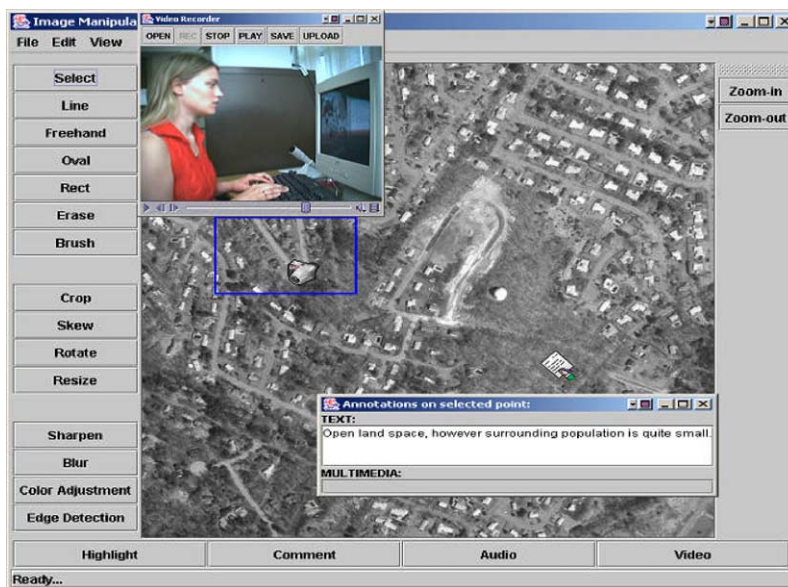 Image Manipula
Video Recorder
OPEN REC STOP PLAY SAVE UPLOAD
File Edit View
Select
Line
Freehand
Oval
Rect
Erase
Brush
Crop
Skew
Rotate
Resize
Sharpen
Blur
Color Adjustment
Edge Detection
Zoom-in
Zoom-out
Annotations on selected point:
TEXT:
Open land space, however surrounding population is quite small.
MULTIMEDIA:
Highlight Comment Audio Video
Ready...